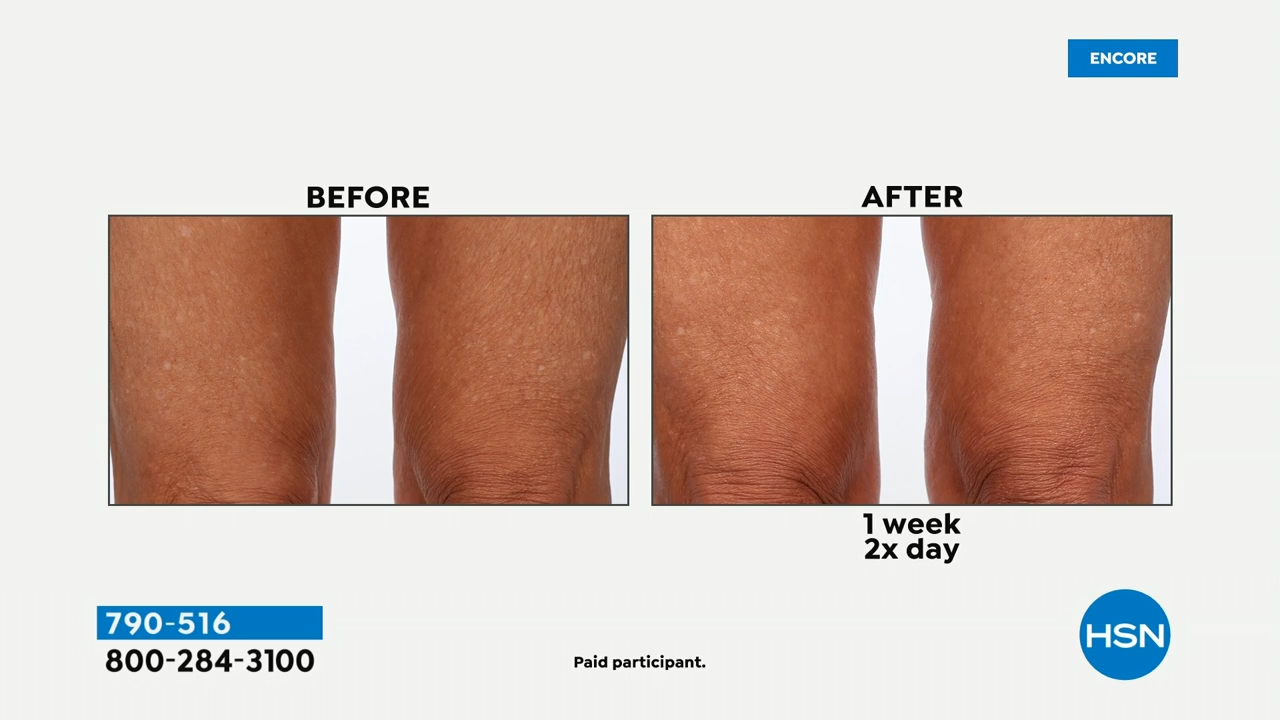 ENCORE
BEFORE
AFTER
1 week
2x day
790-516
800-284-3100
Paid participant.
HSN